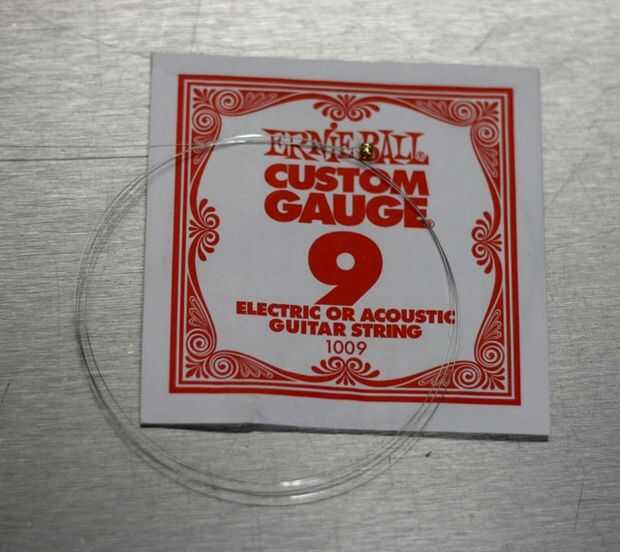 ERNIE BALL®
CUSTOM
GAUGE®
9
ELECTRIC OR ACOUSTIC
GUITAR STRING
1009